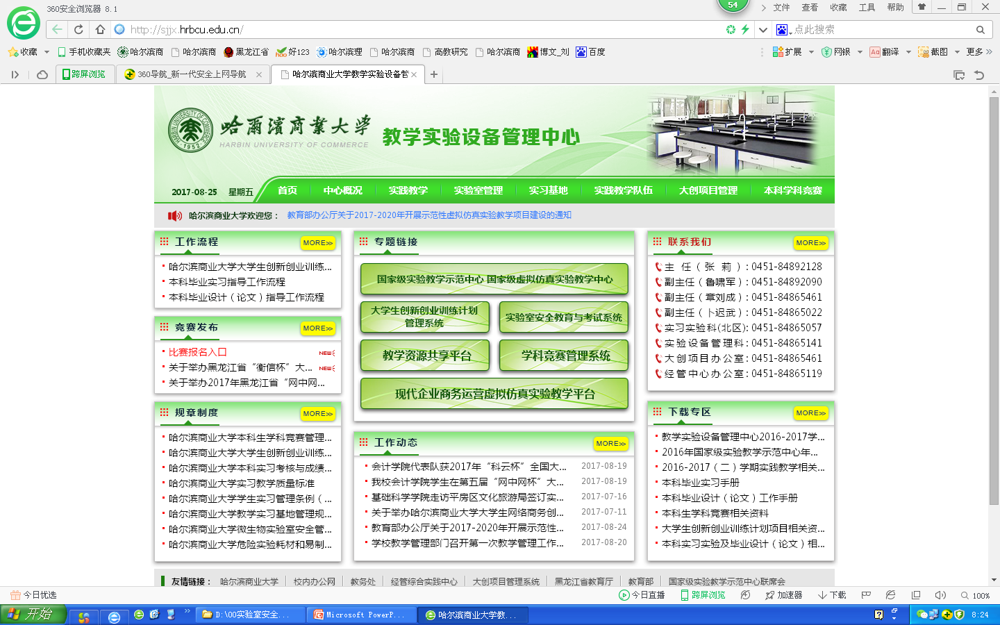 360安全浏览器 8.1
54
文件 查看 收藏 工具 帮助
http://sjjx.hrbcu.edu.cn/
点此搜索
收藏 手机收藏夹 哈尔滨商 哈尔滨商 黑龙江省 好123 哈尔滨理 哈尔滨商 高教研究 哈尔滨商 博文_刘 百度 扩展 网银 翻译 截图 更多
跨屏浏览 360导航_新一代安全上网导航 哈尔滨商业大学教学实验设备管
哈爾濱商業大学 教学实验设备管理中心
HARBIN UNIVERSITY OF COMMERCE
1952
2017-08-25 星期五 首页 中心概况 实践教学 实验室管理 实习基地 实践教学队伍 大创项目管理 本科学科竞赛
哈尔滨商业大学欢迎您： 教育部办公厅关于2017-2020年开展示范性虚拟仿真实验教学项目建设的通知
工作流程 MORE>>
哈尔滨商业大学大学生创新创业训练...
本科毕业实习指导工作流程
本科毕业设计（论文）指导工作流程
竞赛发布 MORE>>
比赛报名入口 NEW
关于举办黑龙江省“衡信杯”大... NEW
关于举办2017年黑龙江省“网中网...
规章制度 MORE>>
哈尔滨商业大学本科生学科竞赛管理...
哈尔滨商业大学大学生创新创业训练...
哈尔滨商业大学本科实习考核与成绩...
哈尔滨商业大学实习教学质量标准
哈尔滨商业大学学生实习管理条例（...
哈尔滨商业大学教学实习基地管理规...
哈尔滨商业大学微生物实验室安全管...
哈尔滨商业大学危险实验耗材和易制...
专题链接
国家级实验教学示范中心 国家级虚拟仿真实验教学中心
大学生创新创业训练计划
管理系统
实验室安全教育与考试系统
教学资源共享平台
学科竞赛管理系统
现代企业商务运营虚拟仿真实验教学平台
工作动态 MORE>>
会计学院代表队获2017年“科云杯”全国大... 2017-08-19
我校会计学院学生在第五届“网中网杯”大... 2017-08-19
基础科学学院走访平房区文化旅游局签订实... 2017-07-16
关于举办哈尔滨商业大学大学生网络商务创... 2017-07-11
教育部办公厅关于2017-2020年开展示范性... 2017-08-24
学校教学管理部门召开第一次教学管理工作... 2017-08-20
联系我们 MORE>>
主 任（ 张 莉 ）: 0451-84892128
副主任（鲁啸军）: 0451-84892090
副主任（章刘成）: 0451-84865461
副主任（卜迟武）: 0451-84865022
实习实验科(北区): 0451-84865057
实验设备管理科: 0451-84865141
大创项目办公室: 0451-84865461
经管中心办公室: 0451-84865119
下载专区 MORE>>
教学实验设备管理中心2016-2017学...
2016年国家级实验教学示范中心年...
2016-2017（二）学期实践教学相关...
本科毕业实习手册
本科毕业设计（论文）工作手册
本科生学科竞赛相关资料
大学生创新创业训练计划项目相关资...
本科实习实验及毕业设计（论文）相...
友情链接： 哈尔滨商业大学 校内办公网 教务处 经管综合实践中心 大创项目管理系统 黑龙江省教育厅 教育部 国家级实验教学示范中心联席会
今日优选 今日直播 跨屏浏览 加速器 下载 100%
开始 D:\00实验室安全... Microsoft PowerP... 哈尔滨商业大学教... 8:24